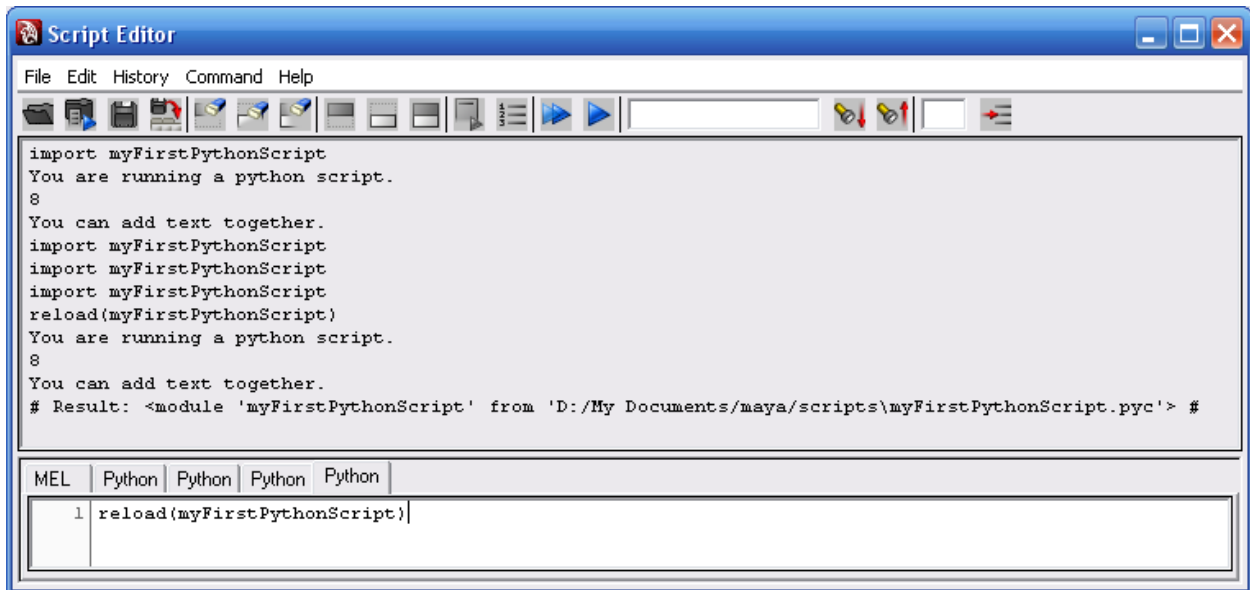 Script Editor
File Edit History Command Help
import myFirstPythonScript
You are running a python script.
8
You can add text together.
import myFirstPythonScript
import myFirstPythonScript
import myFirstPythonScript
reload(myFirstPythonScript)
You are running a python script.
8
You can add text together.
# Result: <module 'myFirstPythonScript' from 'D:/My Documents/maya/scripts\myFirstPythonScript.pyc'> #
MEL Python Python Python Python
1 reload(myFirstPythonScript)